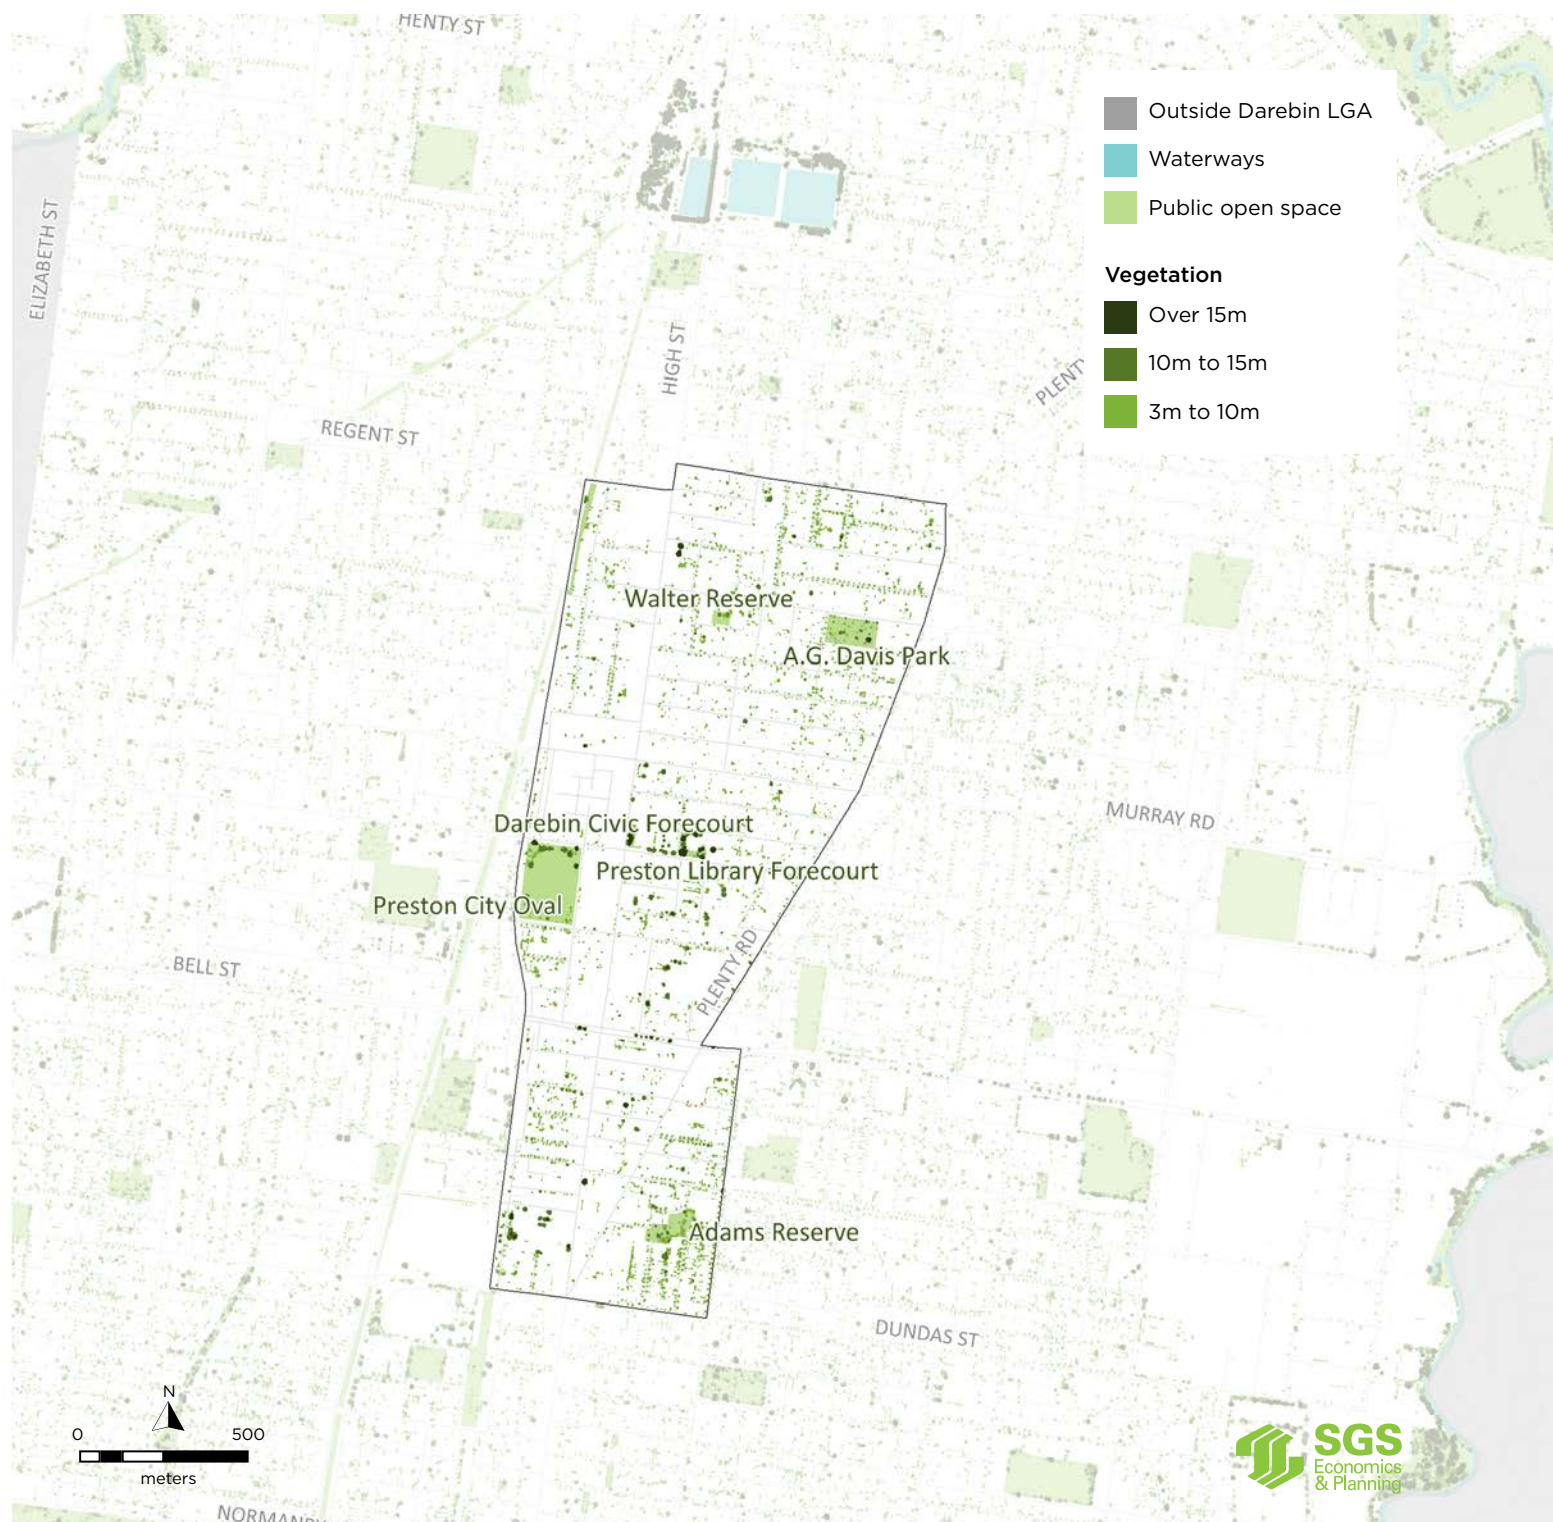 HENTY ST
Outside Darebin LGA
Waterways
Public open space
Vegetation
Over 15m
10m to 15m
3m to 10m
ELIZABETH ST
HIGH ST
PLENTY
REGENT ST
Walter Reserve
A.G. Davis Park
MURRAY RD
Darebin Civic Forecourt
Preston Library Forecourt
Preston City Oval
PLENTY RD
BELL ST
Adams Reserve
DUNDAS ST
N
0 500
meters
SGS
Economics
& Planning